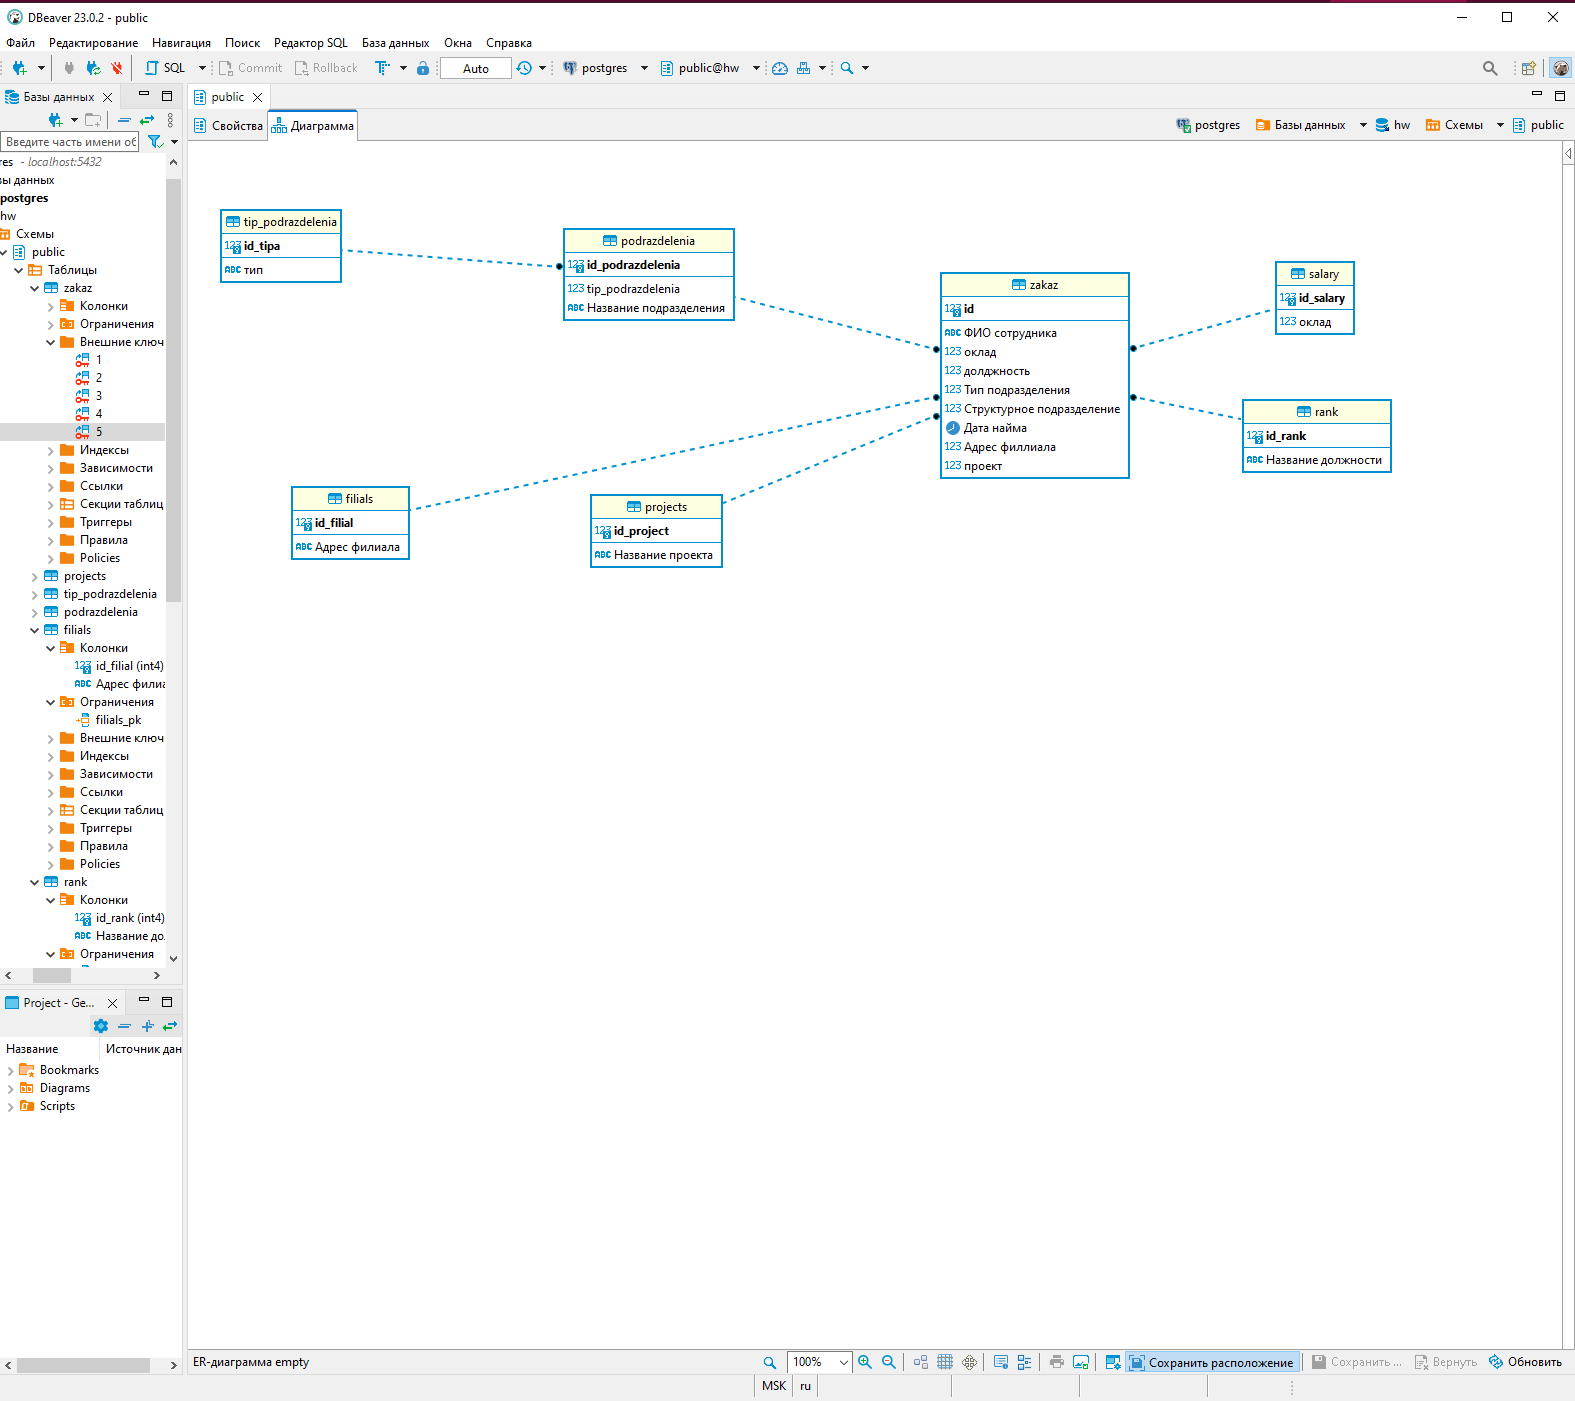 DBeaver 23.0.2 - public
Файл Редактирование Навигация Поиск Редактор SQL База данных Окна Справка
SQL Commit Rollback Auto postgres public@hw
Базы данных
public
Свойства Диаграмма
postgres Базы данных hw Схемы public
Введите часть имени об
res - localhost:5432
зы данных
postgres
hw
Схемы
public
Таблицы
zakaz
Колонки
Ограничения
Внешние ключ
1
2
3
4
5
Индексы
Зависимости
Ссылки
Секции таблиц
Триггеры
Правила
Policies
projects
tip_podrazdelenia
podrazdelenia
filials
Колонки
id_filial (int4)
ABC Адрес филиа
Ограничения
filials_pk
Внешние ключ
Индексы
Зависимости
Ссылки
Секции таблиц
Триггеры
Правила
Policies
rank
Колонки
id_rank (int4)
ABC Название до
Ограничения
Project - Ge...
Название Источник дан
Bookmarks
Diagrams
Scripts
tip_podrazdelenia
123 id_tipa
ABC тип
podrazdelenia
123 id_podrazdelenia
123 tip_podrazdelenia
ABC Название подразделения
zakaz
123 id
ABC ФИО сотрудника
123 оклад
123 долджность
123 Тип подразделения
123 Структурное подразделение
Дата найма
123 Адрес филлиала
123 проект
salary
123 id_salary
123 оклад
rank
123 id_rank
ABC Название должности
filials
123 id_filial
ABC Адрес филиала
projects
123 id_project
ABC Название проекта
ER-диаграмма empty
100%
Сохранить расположение
Сохранить ...
Вернуть
Обновить
MSK ru